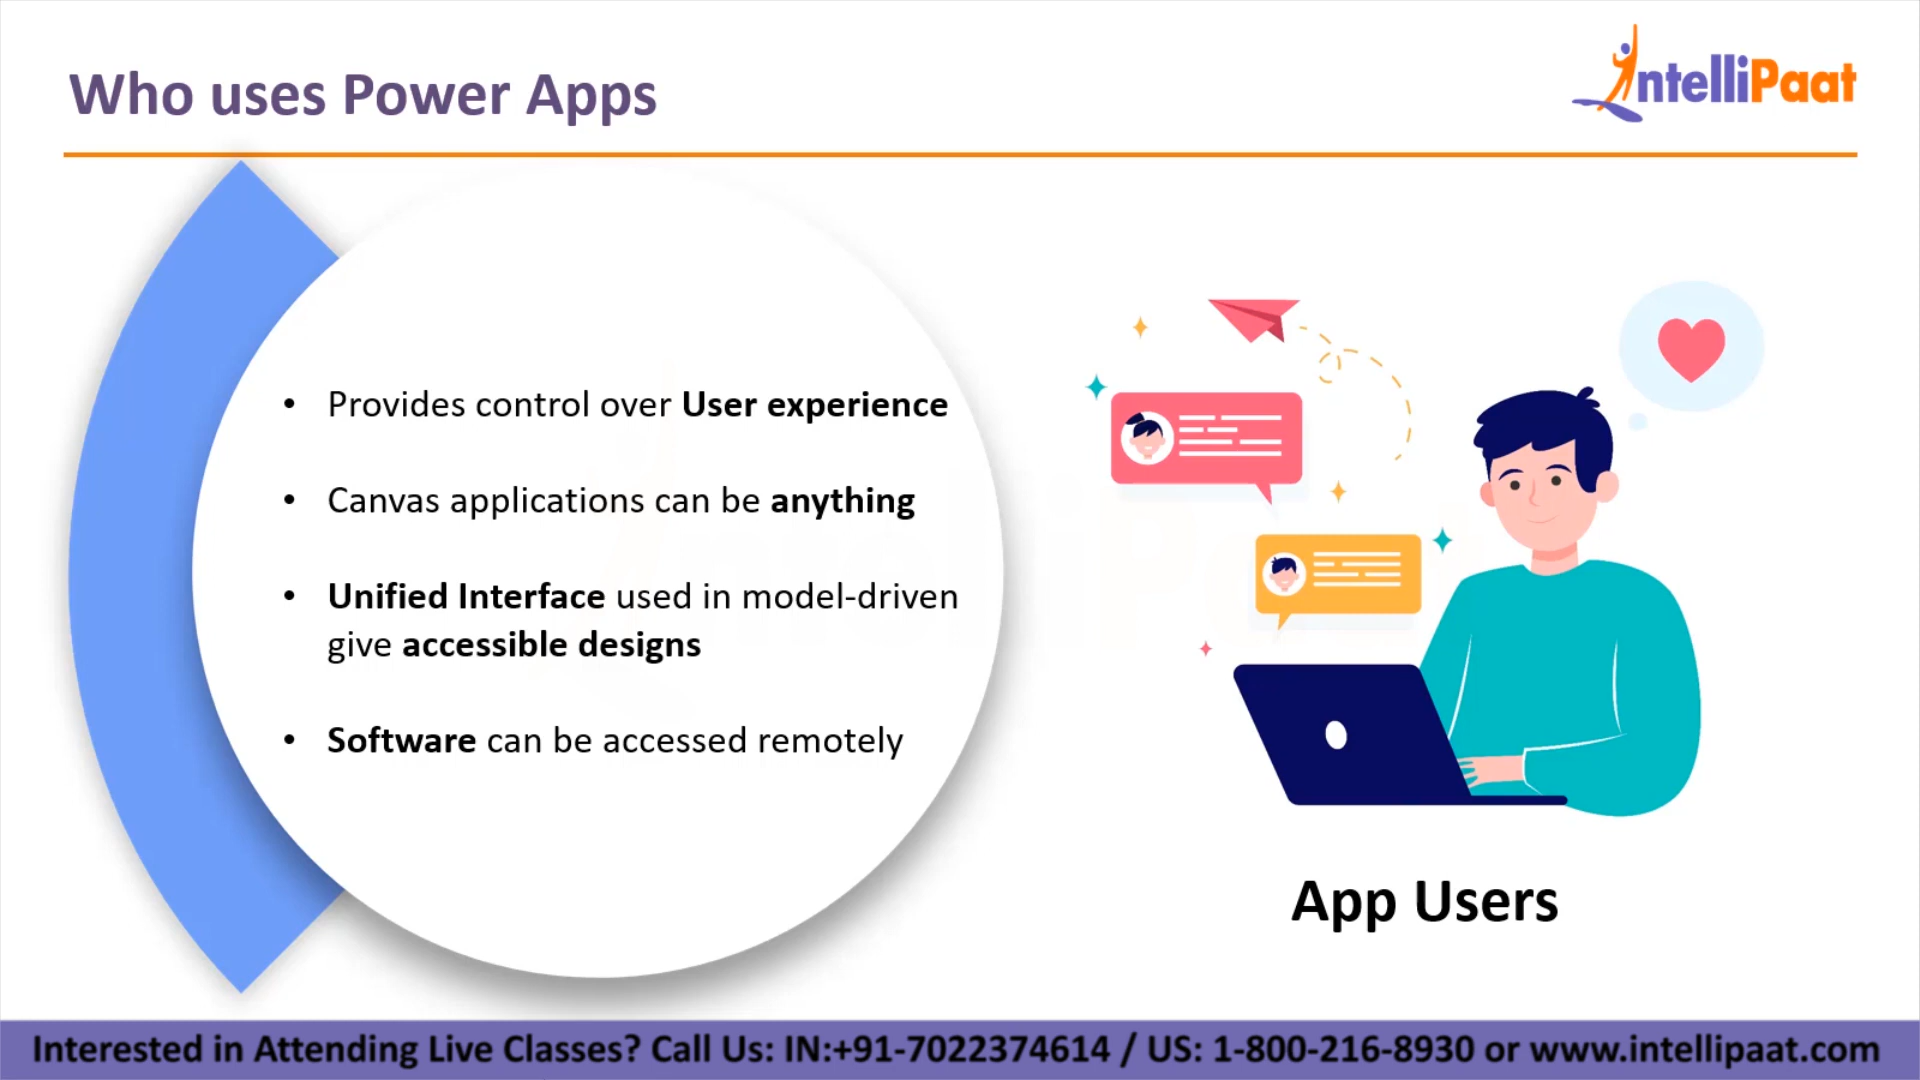 Who uses Power Apps
IntelliPaat
• Provides control over User experience
• Canvas applications can be anything
• Unified Interface used in model-driven
give accessible designs
• Software can be accessed remotely
App Users
Interested in Attending Live Classes? Call Us: IN:+91-7022374614 / US: 1-800-216-8930 or www.intellipaat.com